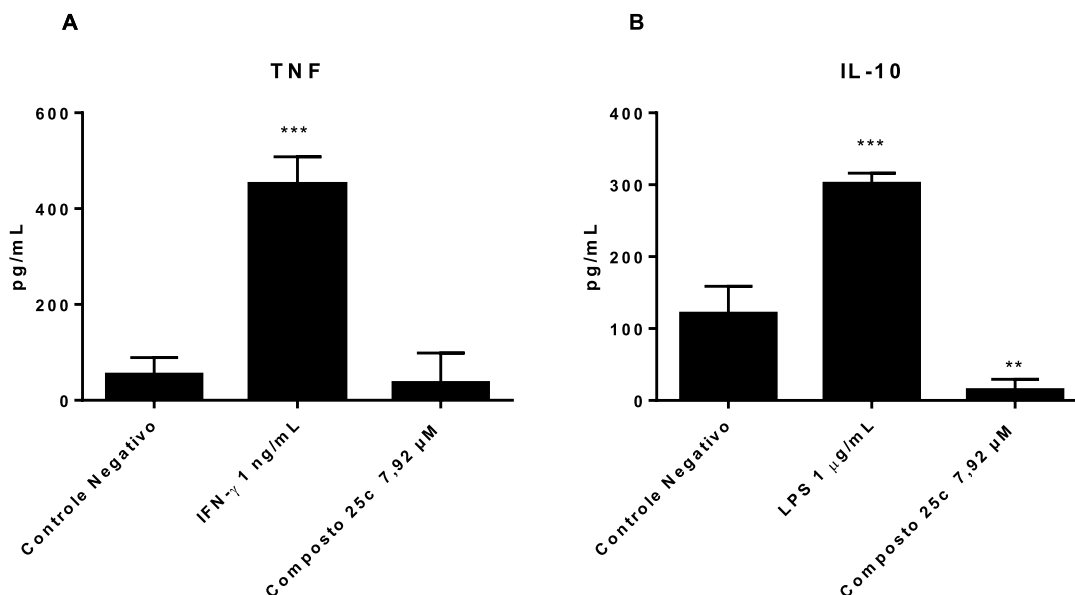 A
TNF
pg/mL
600
400
200
0
***
Controle Negativo
IFN-γ 1 ng/mL
Composto 25c 7,92 µM
B
IL-10
pg/mL
400
300
200
100
0
***
**
Controle Negativo
LPS 1 μg/mL
Composto 25c 7,92 µM